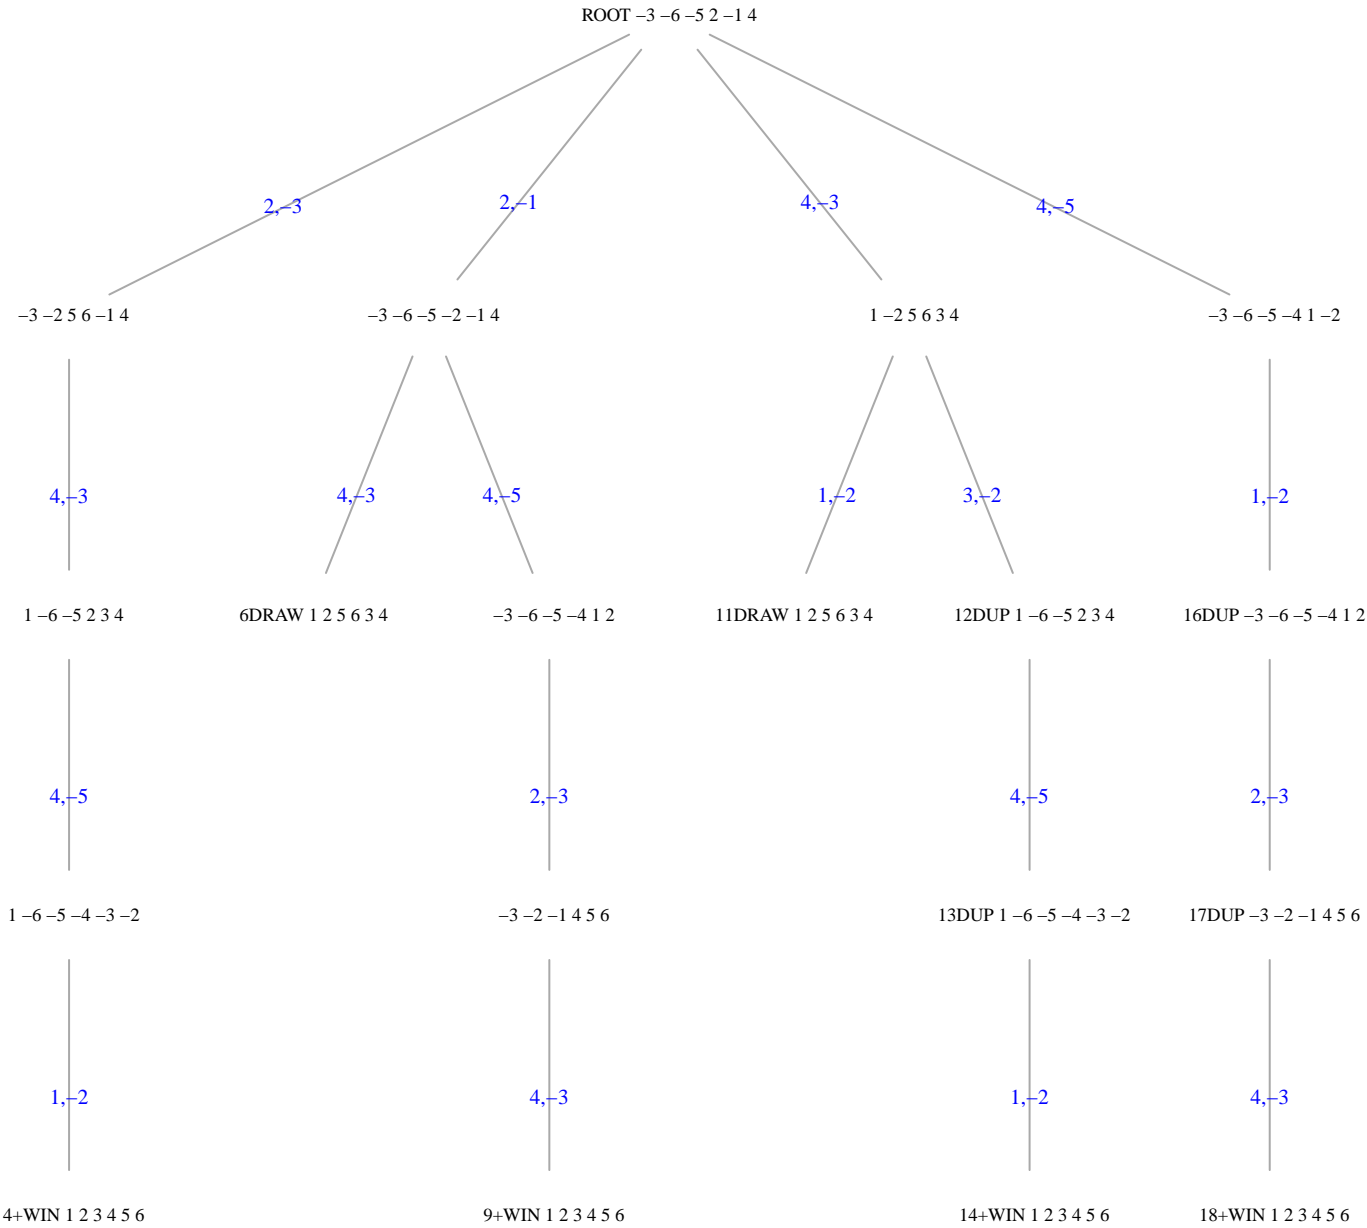 ROOT –3 –6 –5 2 –1 4
2,–3
2,–1
4,–3
4,–5
–3 –2 5 6 –1 4
–3 –6 –5 –2 –1 4
1 –2 5 6 3 4
–3 –6 –5 –4 1 –2
4,–3
4,–3
4,–5
1,–2
3,–2
1,–2
1 –6 –5 2 3 4
6DRAW 1 2 5 6 3 4
–3 –6 –5 –4 1 2
11DRAW 1 2 5 6 3 4
12DUP 1 –6 –5 2 3 4
16DUP –3 –6 –5 –4 1 2
4,–5
2,–3
4,–5
2,–3
1 –6 –5 –4 –3 –2
–3 –2 –1 4 5 6
13DUP 1 –6 –5 –4 –3 –2
17DUP –3 –2 –1 4 5 6
1,–2
4,–3
1,–2
4,–3
4+WIN 1 2 3 4 5 6
9+WIN 1 2 3 4 5 6
14+WIN 1 2 3 4 5 6
18+WIN 1 2 3 4 5 6